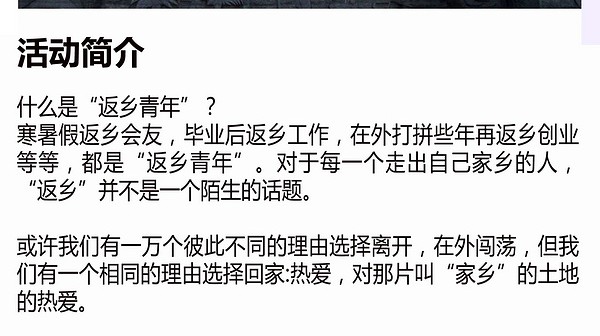 活动简介
什么是“返乡青年”？
寒暑假返乡会友，毕业后返乡工作，在外打拼些年再返乡创业
等等，都是“返乡青年”。对于每一个走出自己家乡的人，
“返乡”并不是一个陌生的话题。
或许我们有一万个彼此不同的理由选择离开，在外闯荡，但我
们有一个相同的理由选择回家:热爱，对那片叫“家乡”的土地
的热爱。